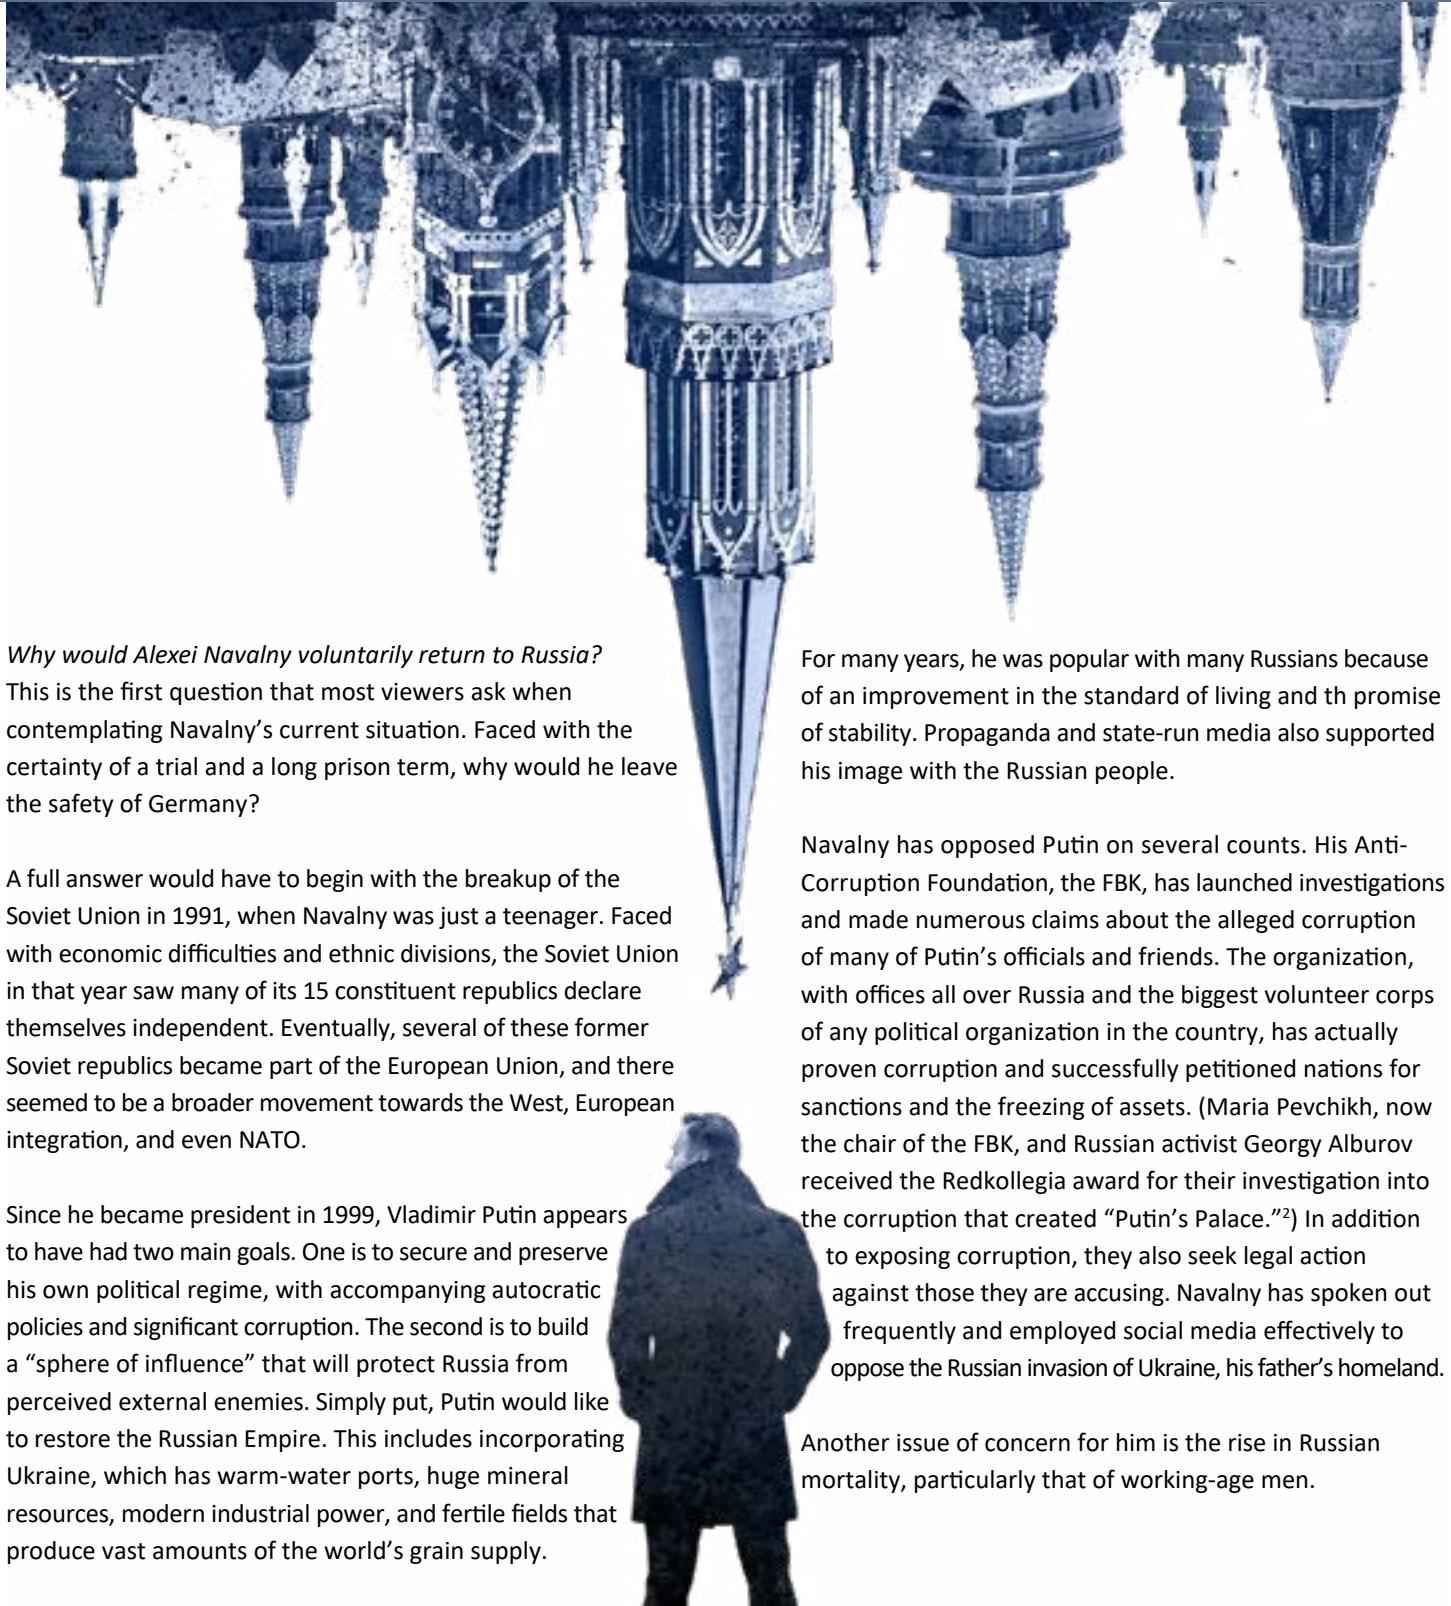 Why would Alexei Navalny voluntarily return to Russia?
This is the first question that most viewers ask when
contemplating Navalny’s current situation. Faced with the
certainty of a trial and a long prison term, why would he leave
the safety of Germany?
A full answer would have to begin with the breakup of the
Soviet Union in 1991, when Navalny was just a teenager. Faced
with economic difficulties and ethnic divisions, the Soviet Union
in that year saw many of its 15 constituent republics declare
themselves independent. Eventually, several of these former
Soviet republics became part of the European Union, and there
seemed to be a broader movement towards the West, European
integration, and even NATO.
Since he became president in 1999, Vladimir Putin appears
to have had two main goals. One is to secure and preserve
his own political regime, with accompanying autocratic
policies and significant corruption. The second is to build
a “sphere of influence” that will protect Russia from
perceived external enemies. Simply put, Putin would like
to restore the Russian Empire. This includes incorporating
Ukraine, which has warm-water ports, huge mineral
resources, modern industrial power, and fertile fields that
produce vast amounts of the world’s grain supply.
For many years, he was popular with many Russians because
of an improvement in the standard of living and th promise
of stability. Propaganda and state-run media also supported
his image with the Russian people.
Navalny has opposed Putin on several counts. His Anti-
Corruption Foundation, the FBK, has launched investigations
and made numerous claims about the alleged corruption
of many of Putin’s officials and friends. The organization,
with offices all over Russia and the biggest volunteer corps
of any political organization in the country, has actually
proven corruption and successfully petitioned nations for
sanctions and the freezing of assets. (Maria Pevchikh, now
the chair of the FBK, and Russian activist Georgy Alburov
received the Redkollegia award for their investigation into
the corruption that created “Putin’s Palace.”²) In addition
to exposing corruption, they also seek legal action
against those they are accusing. Navalny has spoken out
frequently and employed social media effectively to
oppose the Russian invasion of Ukraine, his father’s homeland.
Another issue of concern for him is the rise in Russian
mortality, particularly that of working-age men.